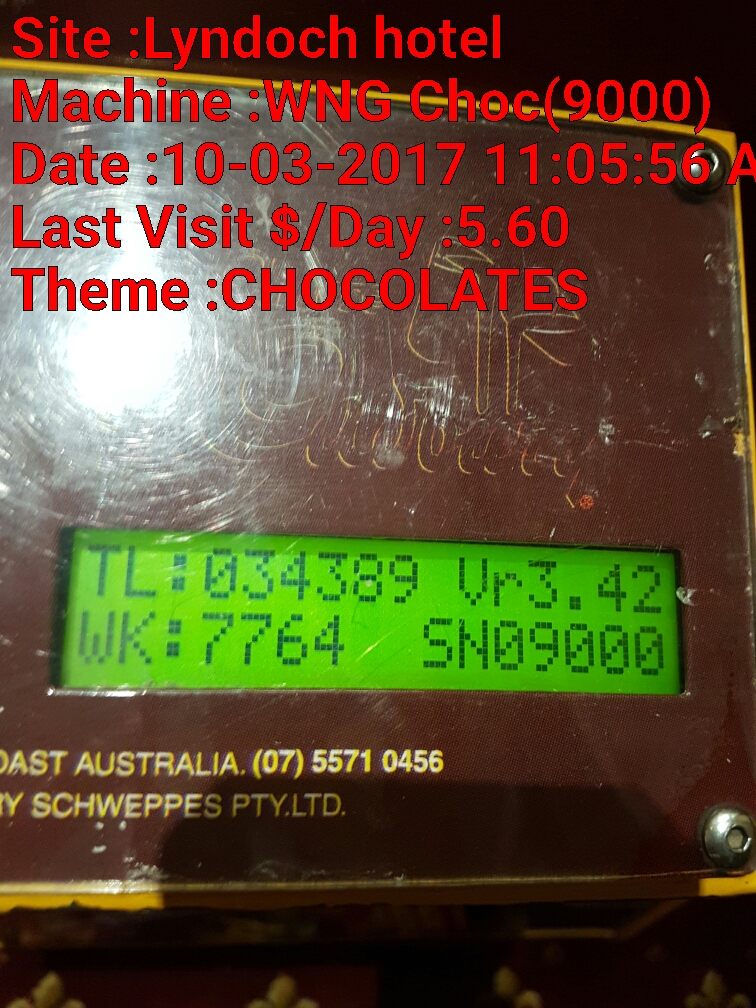 Site :Lyndoch hotel
Machine :WNG Choc(9000)
Date :10-03-2017 11:05:56 A
Last Visit $/Day :5.60
Theme :CHOCOLATES
TL:034389 Vr3.42
WK:7764 SN09000
OAST AUSTRALIA. (07) 5571 0456
RY SCHWEPPES PTY.LTD.